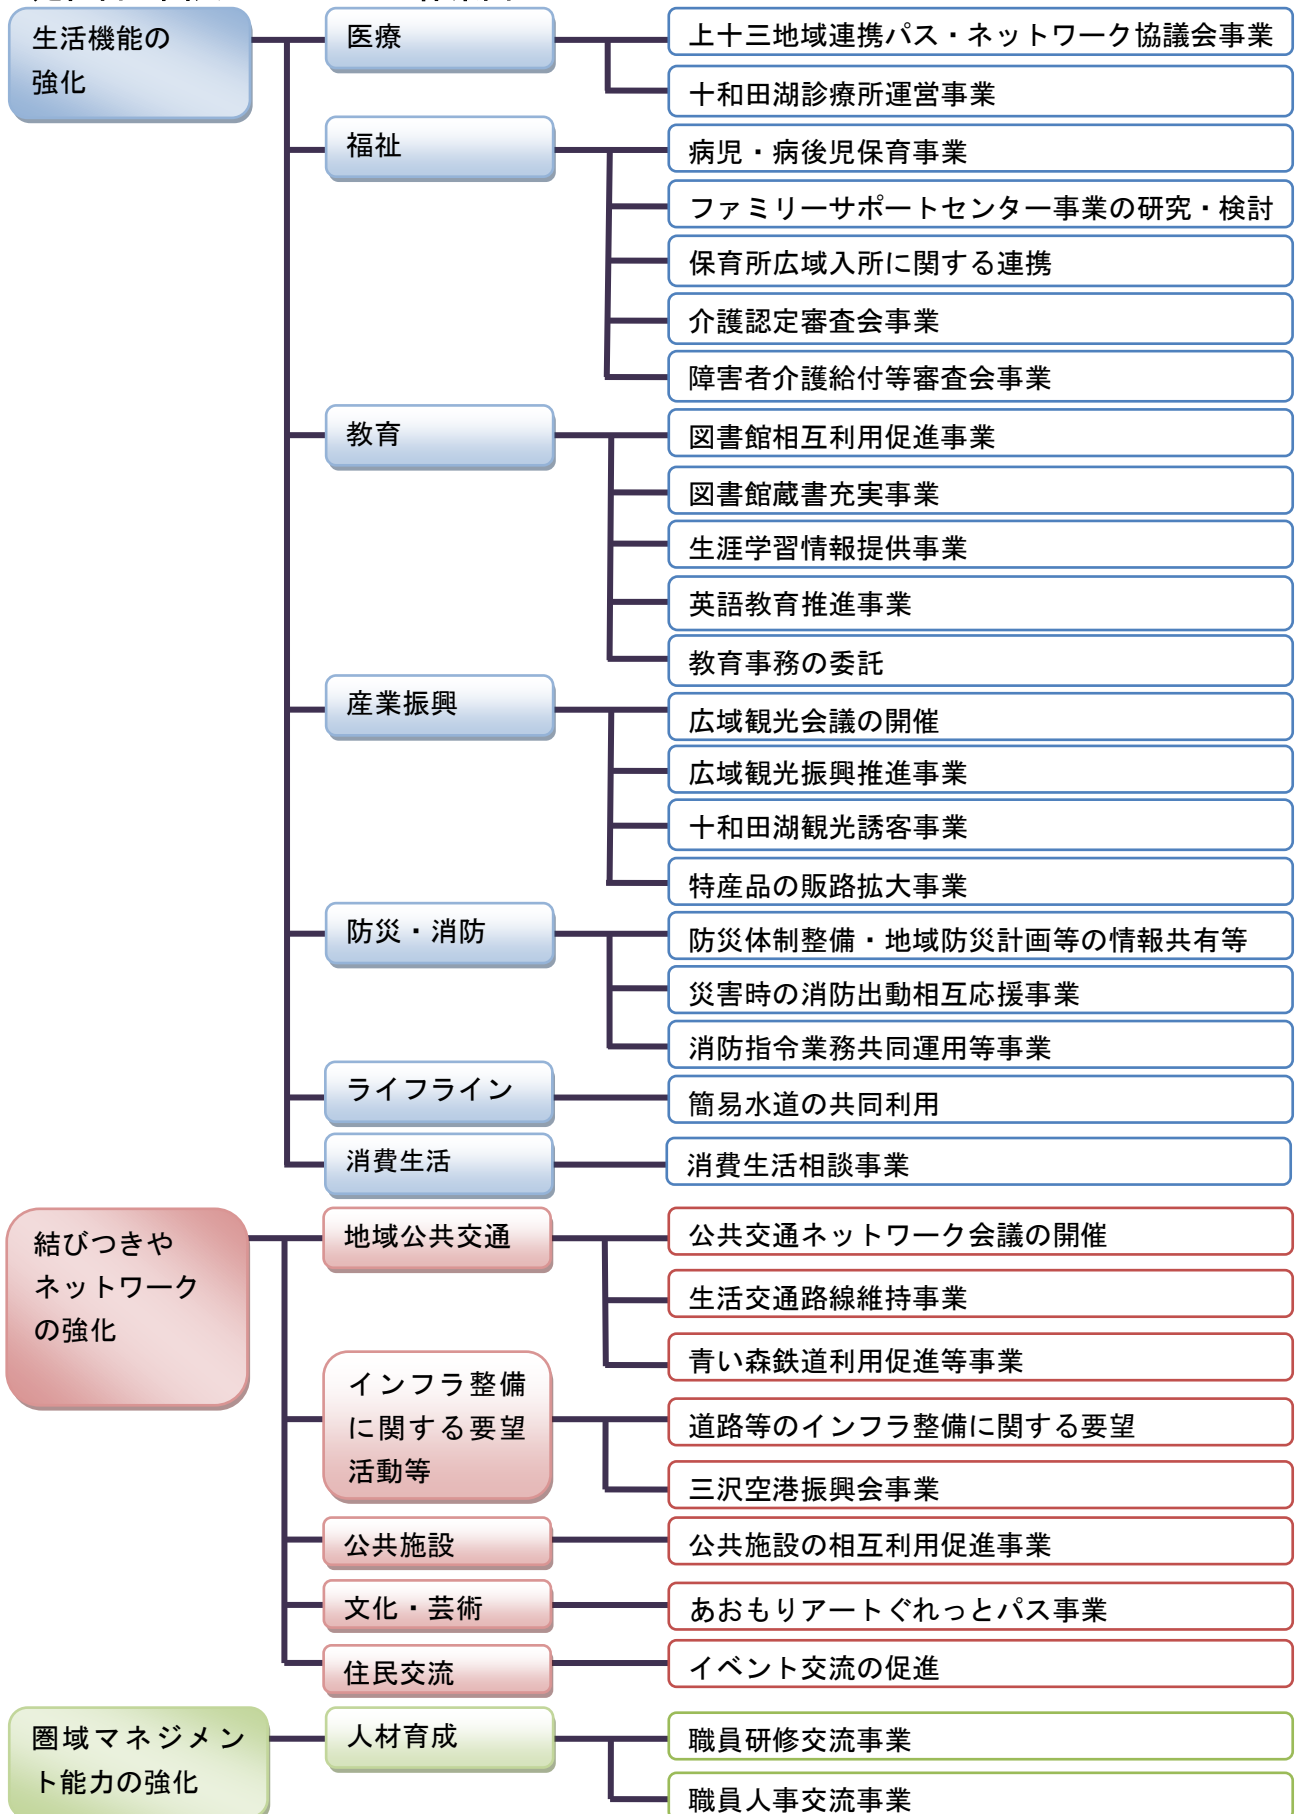 生活機能の
強化
医療
上十三地域連携パス・ネットワーク協議会事業
十和田湖診療所運営事業
福祉
病児・病後児保育事業
ファミリーサポートセンター事業の研究・検討
保育所広域入所に関する連携
介護認定審査会事業
障害者介護給付等審査会事業
教育
図書館相互利用促進事業
図書館蔵書充実事業
生涯学習情報提供事業
英語教育推進事業
教育事務の委託
産業振興
広域観光会議の開催
広域観光振興推進事業
十和田湖観光誘客事業
特産品の販路拡大事業
防災・消防
防災体制整備・地域防災計画等の情報共有等
災害時の消防出動相互応援事業
消防指令業務共同運用等事業
ライフライン
簡易水道の共同利用
消費生活
消費生活相談事業
結びつきや
ネットワーク
の強化
地域公共交通
公共交通ネットワーク会議の開催
生活交通路線維持事業
青い森鉄道利用促進等事業
インフラ整備
に関する要望
活動等
道路等のインフラ整備に関する要望
三沢空港振興会事業
公共施設
公共施設の相互利用促進事業
文化・芸術
あおもりアートぐれっとパス事業
住民交流
イベント交流の促進
圏域マネジメン
ト能力の強化
人材育成
職員研修交流事業
職員人事交流事業